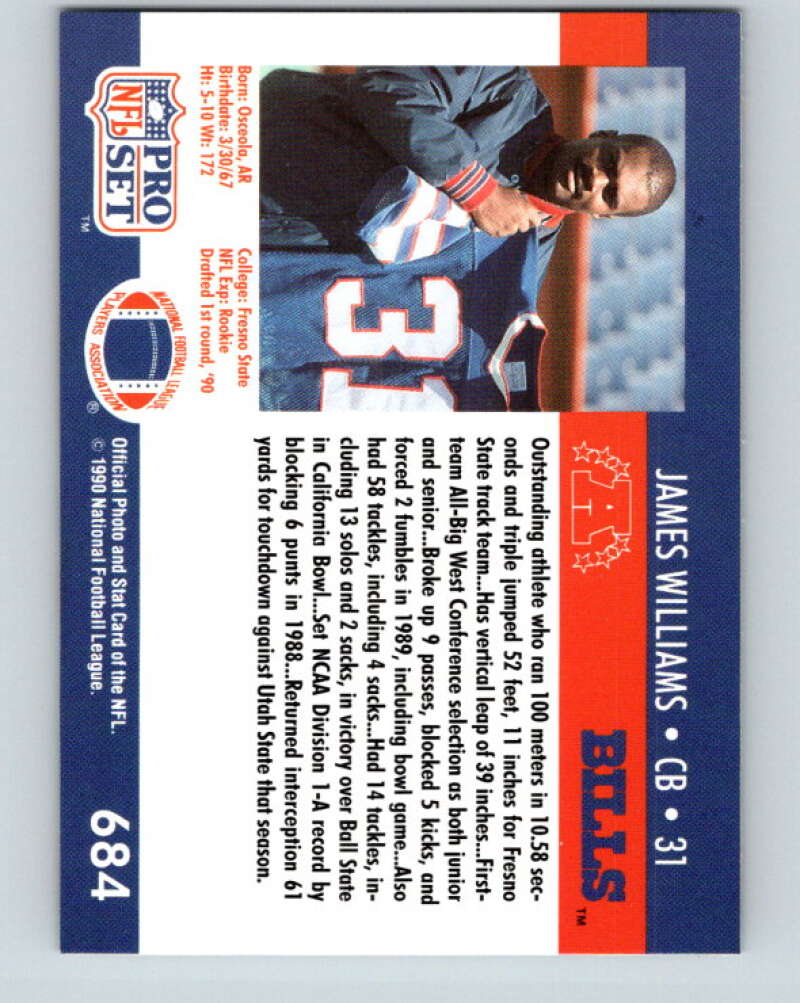 JAMES WILLIAMS • CB • 31
A
BILLS™
31
Outstanding athlete who ran 100 meters in 10.58 sec-
onds and triple jumped 52 feet, 11 inches for Fresno
State track team...Has vertical leap of 39 inches...First-
team All-Big West Conference selection as both junior
and senior...Broke up 9 passes, blocked 5 kicks, and
forced 2 fumbles in 1989, including bowl game...Also
had 58 tackles, including 4 sacks...Had 14 tackles, in-
cluding 13 solos and 2 sacks, in victory over Ball State
in California Bowl...Set NCAA Division 1-A record by
blocking 6 punts in 1988...Returned interception 61
yards for touchdown against Utah State that season.
Born: Osceola, AR
Birthdate: 3/30/67
Ht: 5-10 Wt: 172
College: Fresno State
NFL Exp: Rookie
Drafted 1st round, '90
NFL
PRO
SET
™
NATIONAL FOOTBALL LEAGUE
PLAYERS ASSOCIATION
®
Official Photo and Stat Card of the NFL.
© 1990 National Football League.
684